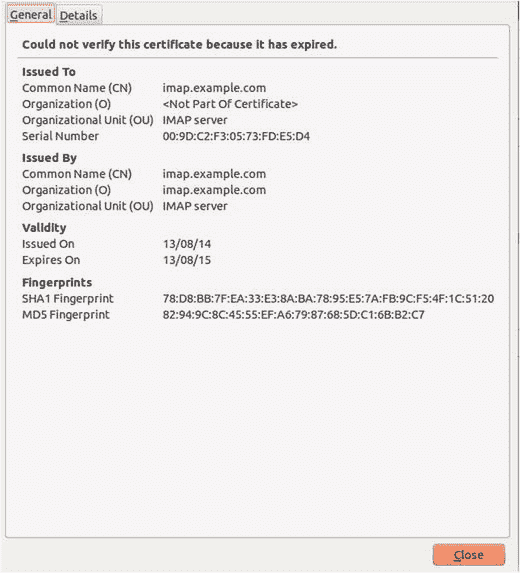 General Details
Could not verify this certificate because it has expired.
Issued To
Common Name (CN) imap.example.com
Organization (O) <Not Part Of Certificate>
Organizational Unit (OU) IMAP server
Serial Number 00:9D:C2:F3:05:73:FD:E5:D4
Issued By
Common Name (CN) imap.example.com
Organization (O) imap.example.com
Organizational Unit (OU) IMAP server
Validity
Issued On 13/08/14
Expires On 13/08/15
Fingerprints
SHA1 Fingerprint 78:D8:BB:7F:EA:33:E3:8A:BA:78:95:E5:7A:FB:9C:F5:4F:1C:51:20
MD5 Fingerprint 82:94:9C:8C:45:55:EF:A6:79:87:68:5D:C1:6B:B2:C7
Close